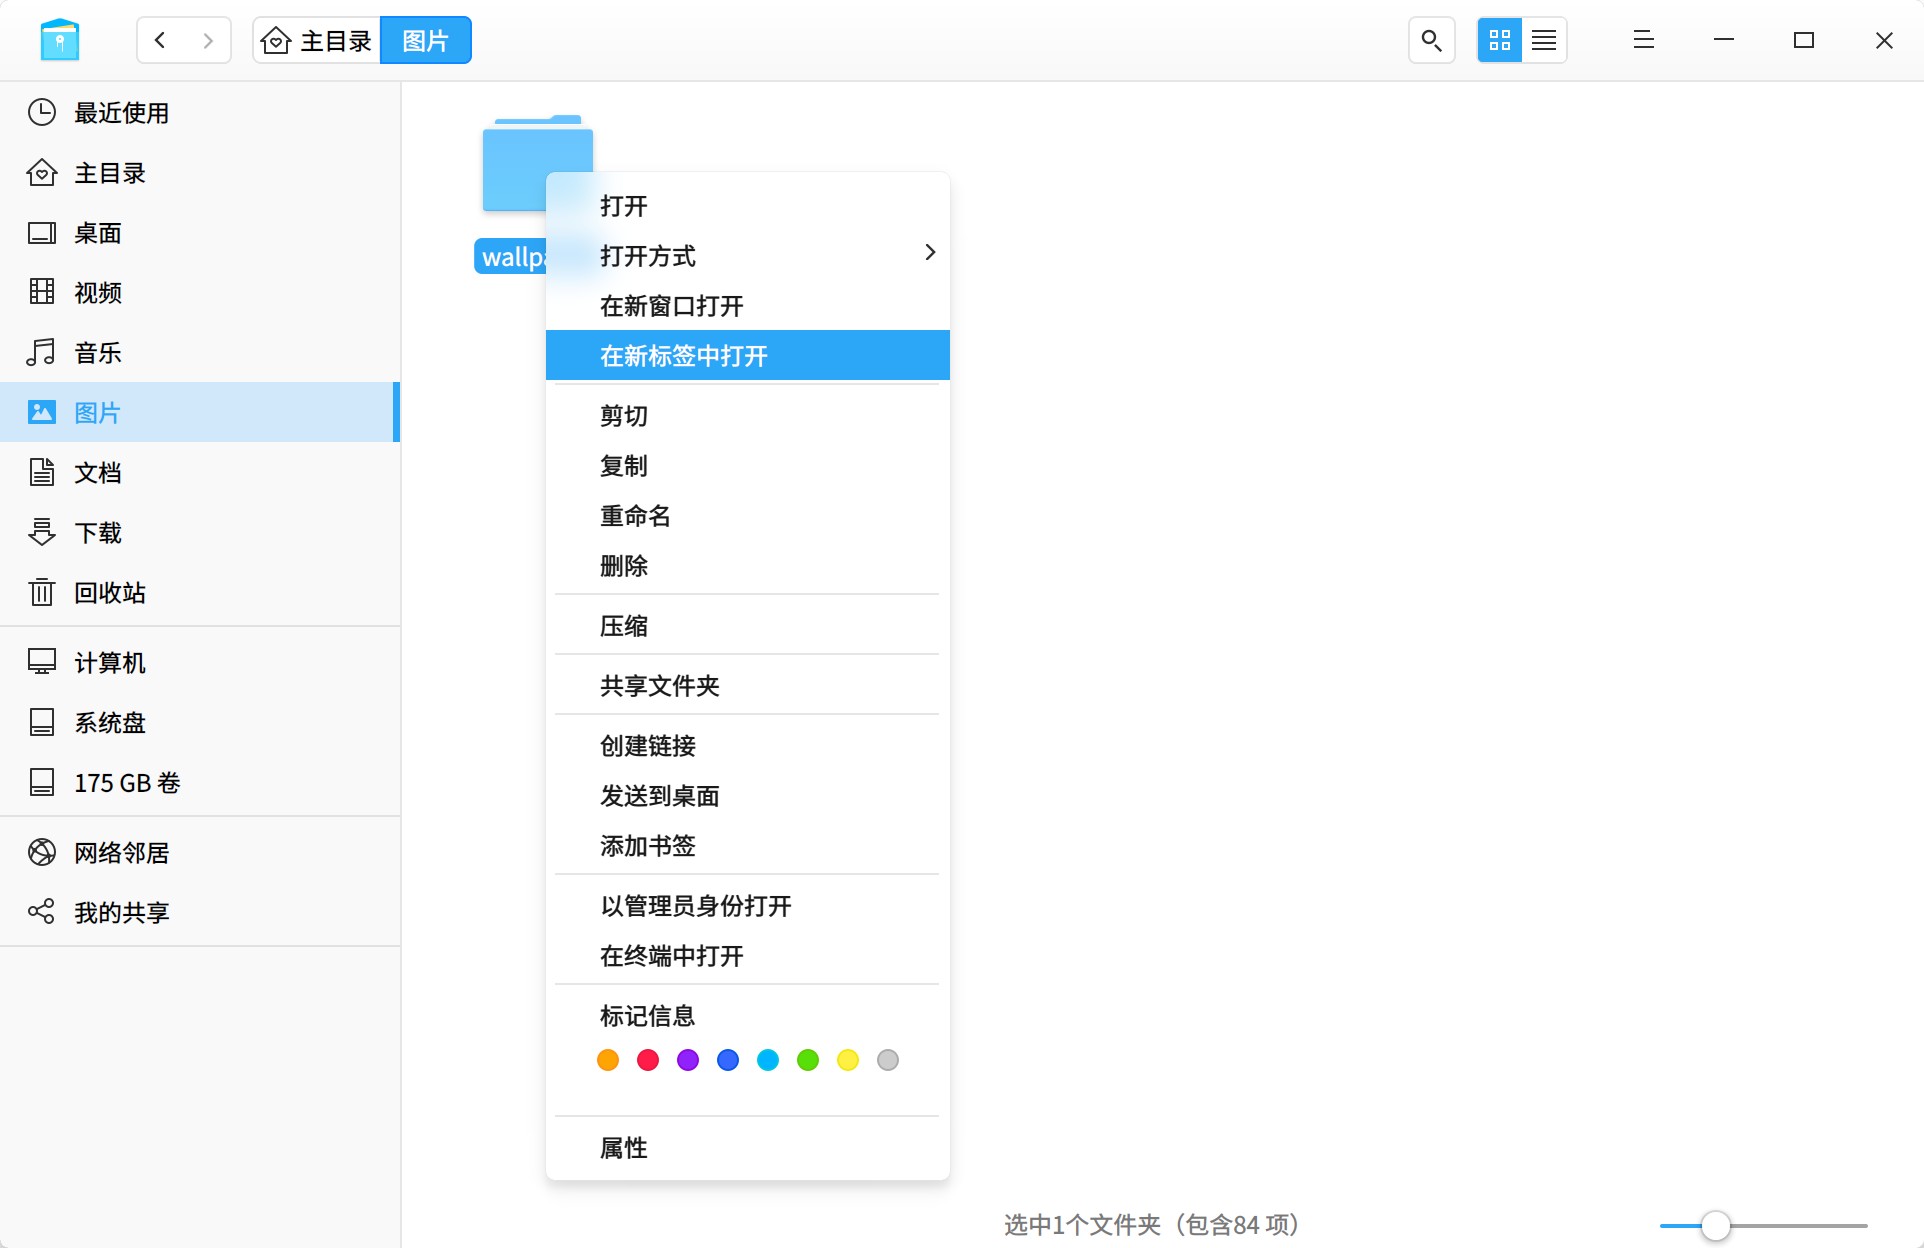 主目录 图片
最近使用
主目录
桌面
视频
音乐
图片
文档
下载
回收站
计算机
系统盘
175 GB 卷
网络邻居
我的共享
打开
打开方式
在新窗口打开
在新标签中打开
剪切
复制
重命名
删除
压缩
共享文件夹
创建链接
发送到桌面
添加书签
以管理员身份打开
在终端中打开
标记信息
属性
选中1个文件夹（包含84 项）